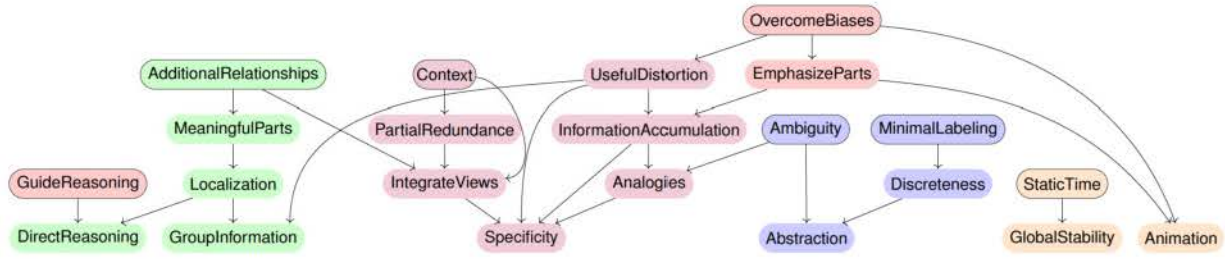 OvercomeBiases
AdditionalRelationships Context UsefulDistortion EmphasizeParts
MeaningfulParts PartialRedundance InformationAccumulation Ambiguity MinimalLabeling
GuideReasoning Localization IntegrateViews Analogies Discreteness StaticTime
DirectReasoning GroupInformation Specificity Abstraction GlobalStability Animation